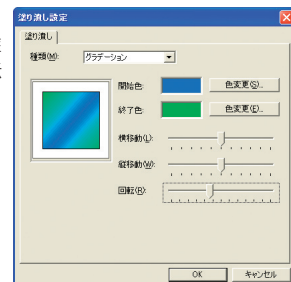 塗り潰し設定
塗り潰し
種類(M): グラデーション
開始色: 色変更(S)...
終了色: 色変更(E)...
横移動(L):
縦移動(W):
回転(R):
OK キャンセル